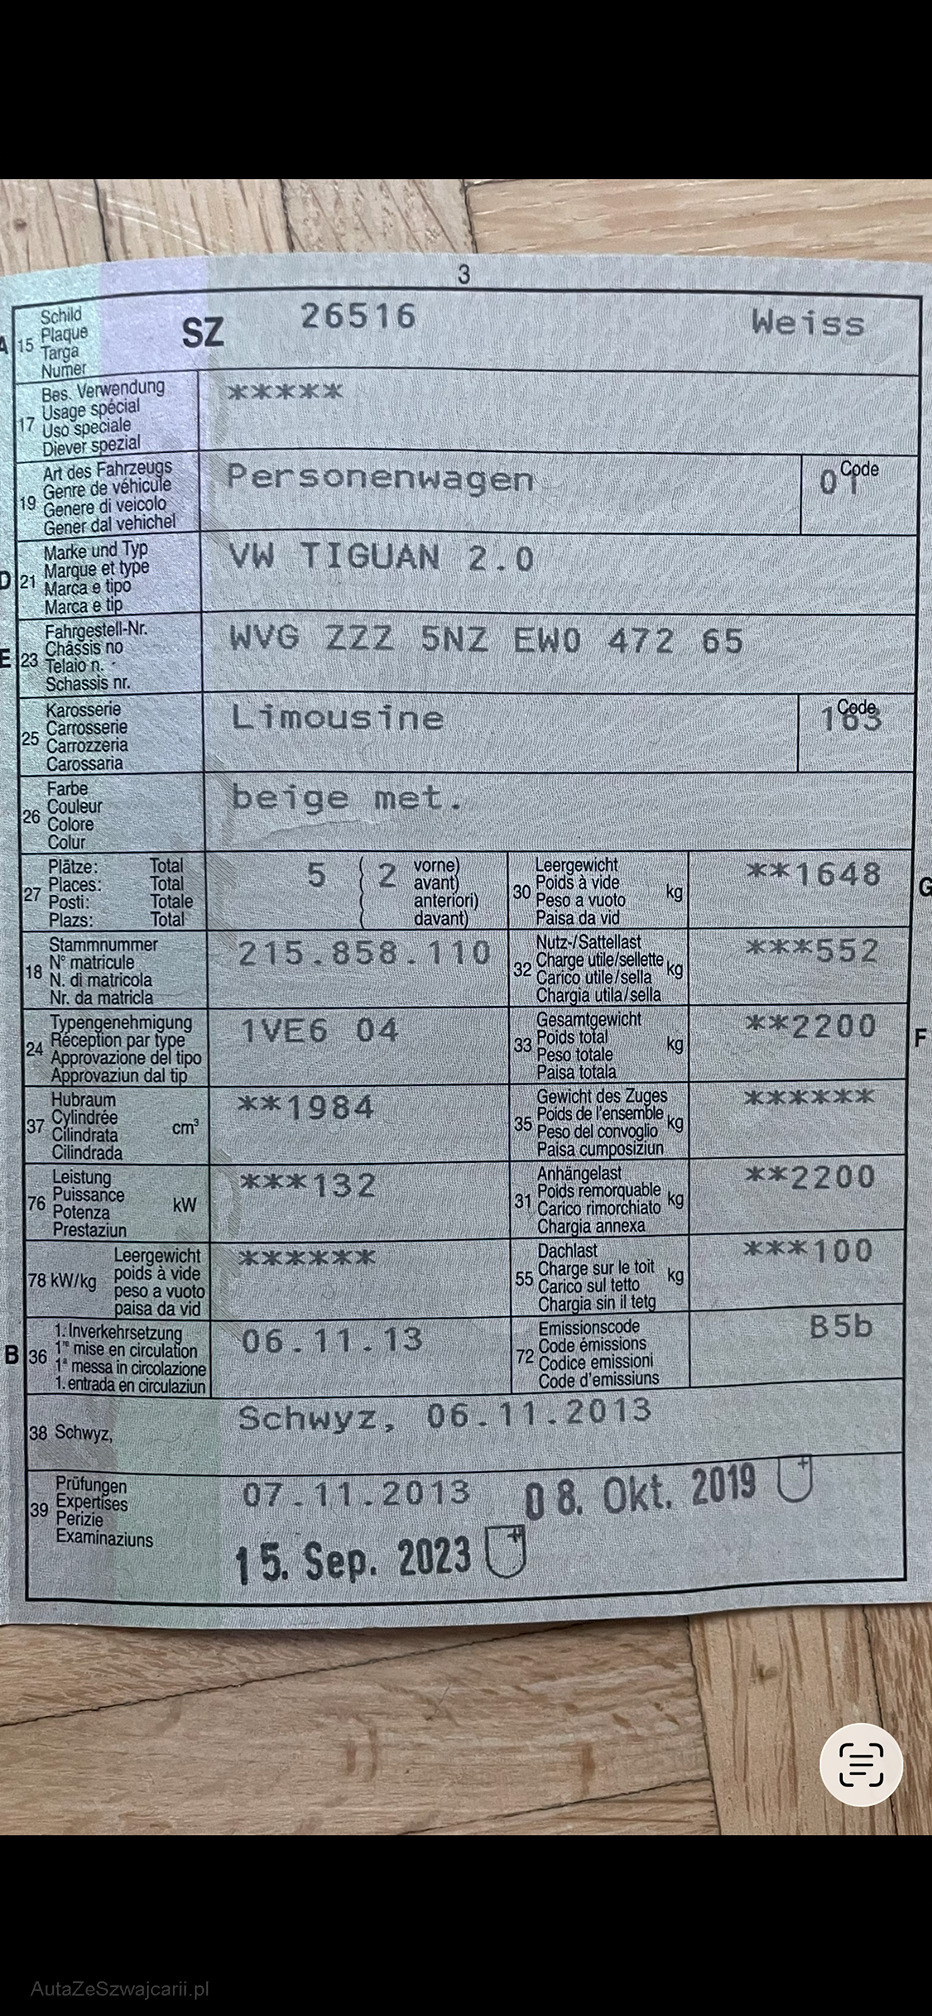 3
A 15 Schild
Plaque
Targa
Numer
SZ 26516 Weiss
17 Bes. Verwendung
Usage spécial
Uso speciale
Diever spezial
*****
19 Art des Fahrzeugs
Genre de véhicule
Genere di veicolo
Gener dal vehichel
Personenwagen
Code
01
D 21 Marke und Typ
Marque et type
Marca e tipo
Marca e tip
VW TIGUAN 2.0
E 23 Fahrgestell-Nr.
Châssis no
Telaio n.
Schassis nr.
WVG ZZZ 5NZ EW0 472 65
25 Karosserie
Carrosserie
Carrozzeria
Carossaria
Limousine
Code
163
26 Farbe
Couleur
Colore
Colur
beige met.
27 Plätze: Total
Places: Total
Posti: Totale
Plazs: Total
5 ( 2 vorne)
( avant)
( anteriori)
( davant)
30 Leergewicht
Poids à vide kg
Peso a vuoto
Paisa da vid
**1648
G
18 Stammnummer
N° matricule
N. di matricola
Nr. da matricla
215.858.110
32 Nutz-/Sattellast
Charge utile/sellette kg
Carico utile/sella
Chargia utila/sella
***552
24 Typengenehmigung
Réception par type
Approvazione del tipo
Approvaziun dal tip
1VE6 04
33 Gesamtgewicht
Poids total kg
Peso totale
Paisa totala
**2200
F
37 Hubraum
Cylindrée cm³
Cilindrata
Cilindrada
**1984
35 Gewicht des Zuges
Poids de l'ensemble kg
Peso del convoglio
Paisa cumposiziun
******
76 Leistung
Puissance kW
Potenza
Prestaziun
***132
31 Anhängelast
Poids remorquable kg
Carico rimorchiato
Chargia annexa
**2200
78 kW/kg Leergewicht
poids à vide
peso a vuoto
paisa da vid
******
55 Dachlast
Charge sur le toit kg
Carico sul tetto
Chargia sin il tetg
***100
B 36 1. Inverkehrsetzung
1re mise en circulation
1a messa in circolazione
1. entrada en circulaziun
06.11.13
72 Emissionscode
Code émissions
Codice emissioni
Code d'emissiuns
B5b
38 Schwyz,
Schwyz, 06.11.2013
39 Prüfungen
Expertises
Perizie
Examinaziuns
07.11.2013 08. Okt. 2019
15. Sep. 2023
AutaZeSzwajcarii.pl